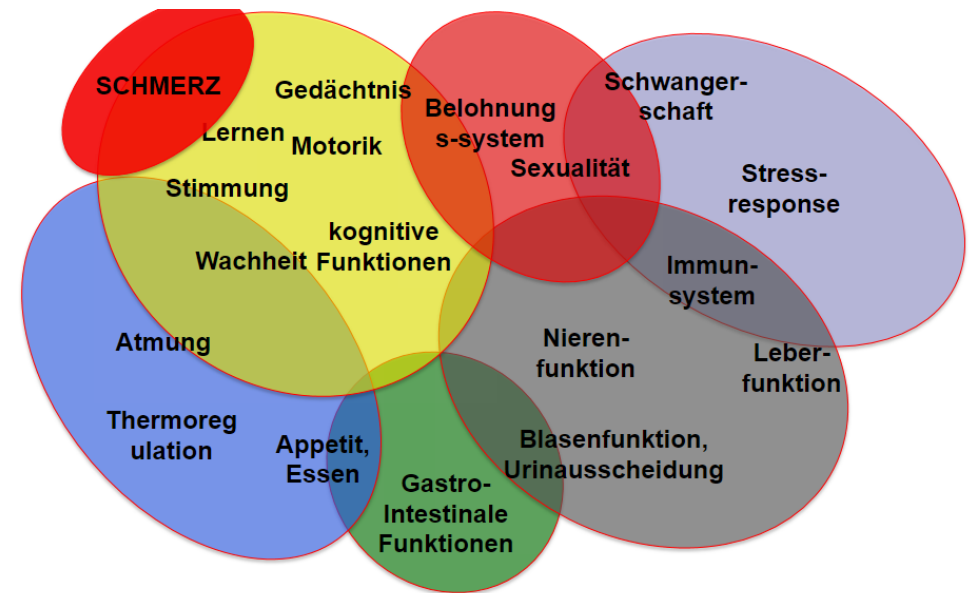 SCHMERZ
Gedächtnis
Lernen
Motorik
Stimmung
kognitive
Funktionen
Wachheit
Belohnung
s-system
Sexualität
Schwanger-
schaft
Stress-
response
Immun-
system
Atmung
Thermoreg
ulation
Appetit,
Essen
Gastro-
Intestinale
Funktionen
Nieren-
funktion
Leber-
funktion
Blasenfunktion,
Urinausscheidung